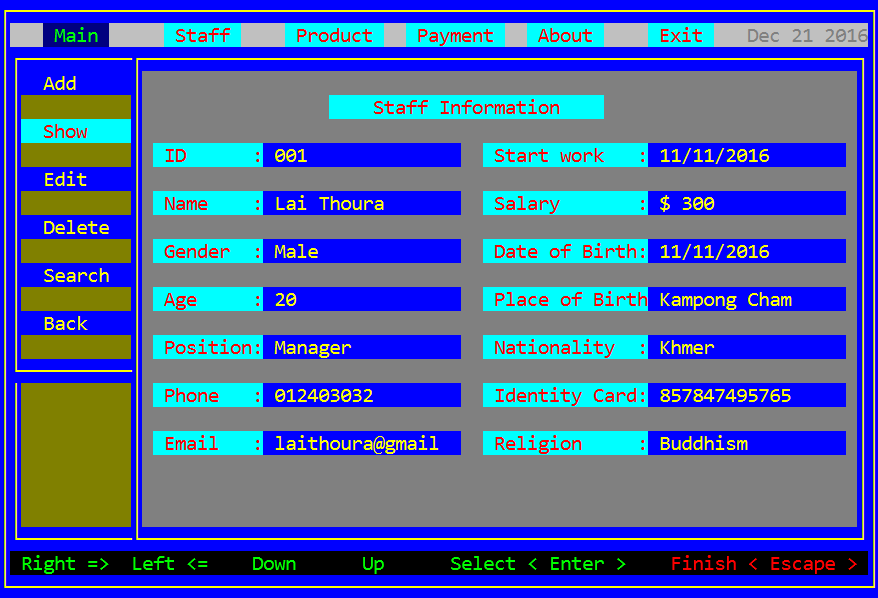 Main Staff Product Payment About Exit Dec 21 2016
Add
Show
Edit
Delete
Search
Back
Staff Information
ID : 001 Start work : 11/11/2016
Name : Lai Thoura Salary : $ 300
Gender : Male Date of Birth: 11/11/2016
Age : 20 Place of Birth Kampong Cham
Position: Manager Nationality : Khmer
Phone : 012403032 Identity Card: 857847495765
Email : laithoura@gmail Religion : Buddhism
Right => Left <= Down Up Select < Enter > Finish < Escape >